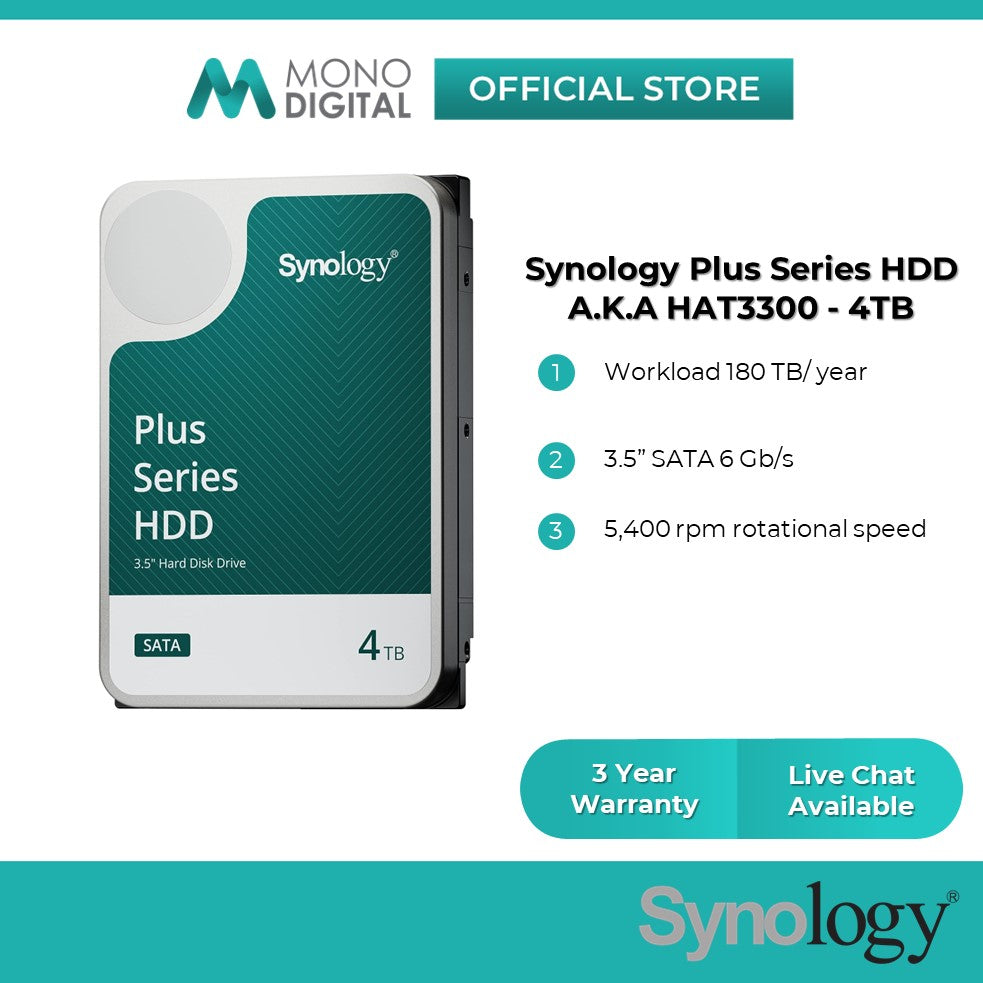 MONO
DIGITAL
OFFICIAL STORE
Synology®
Plus
Series
HDD
3.5" Hard Disk Drive
SATA
4TB
Synology Plus Series HDD
A.K.A HAT3300 - 4TB
1 Workload 180 TB/ year
2 3.5” SATA 6 Gb/s
3 5,400 rpm rotational speed
3 Year
Warranty
Live Chat
Available
Synology®